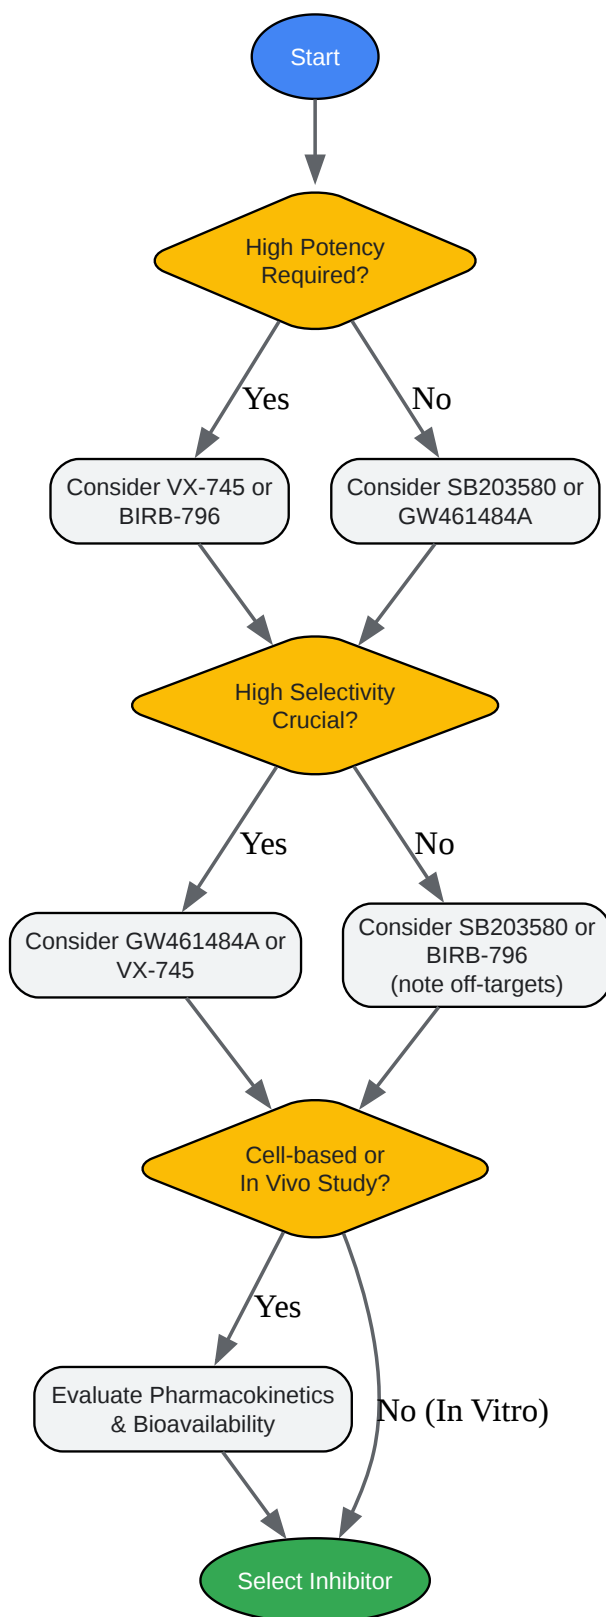 Start
High Potency
Required?
Yes
No
Consider VX-745 or
BIRB-796
Consider SB203580 or
GW461484A
High Selectivity
Crucial?
Yes
No
Consider GW461484A or
VX-745
Consider SB203580 or
BIRB-796
(note off-targets)
Cell-based or
In Vivo Study?
Yes
Evaluate Pharmacokinetics
& Bioavailability
No (In Vitro)
Select Inhibitor